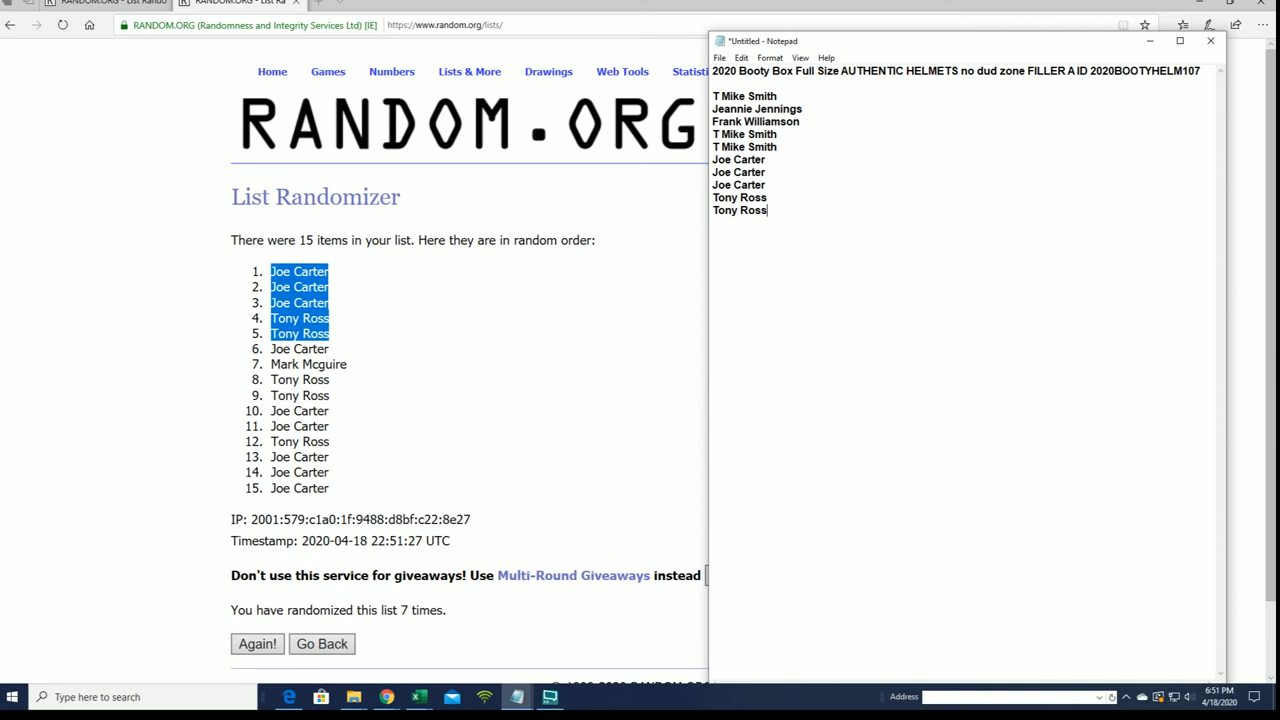 RANDOM.ORG - List Rando
RANDOM.ORG - List Ra
RANDOM.ORG (Randomness and Integrity Services Ltd) [IE]
https://www.random.org/lists/
Home Games Numbers Lists & More Drawings Web Tools Statisti
RANDOM.ORG
List Randomizer
There were 15 items in your list. Here they are in random order:
1. Joe Carter
2. Joe Carter
3. Joe Carter
4. Tony Ross
5. Tony Ross
6. Joe Carter
7. Mark Mcguire
8. Tony Ross
9. Tony Ross
10. Joe Carter
11. Joe Carter
12. Tony Ross
13. Joe Carter
14. Joe Carter
15. Joe Carter
IP: 2001:579:c1a0:1f:9488:d8bf:c22:8e27
Timestamp: 2020-04-18 22:51:27 UTC
Don't use this service for giveaways! Use Multi-Round Giveaways instead
You have randomized this list 7 times.
Again! Go Back
*Untitled - Notepad
File Edit Format View Help
2020 Booty Box Full Size AUTHENTIC HELMETS no dud zone FILLER A ID 2020BOOTYHELM107
T Mike Smith
Jeannie Jennings
Frank Williamson
T Mike Smith
T Mike Smith
Joe Carter
Joe Carter
Joe Carter
Tony Ross
Tony Ross
Type here to search
Address
6:51 PM
4/18/2020